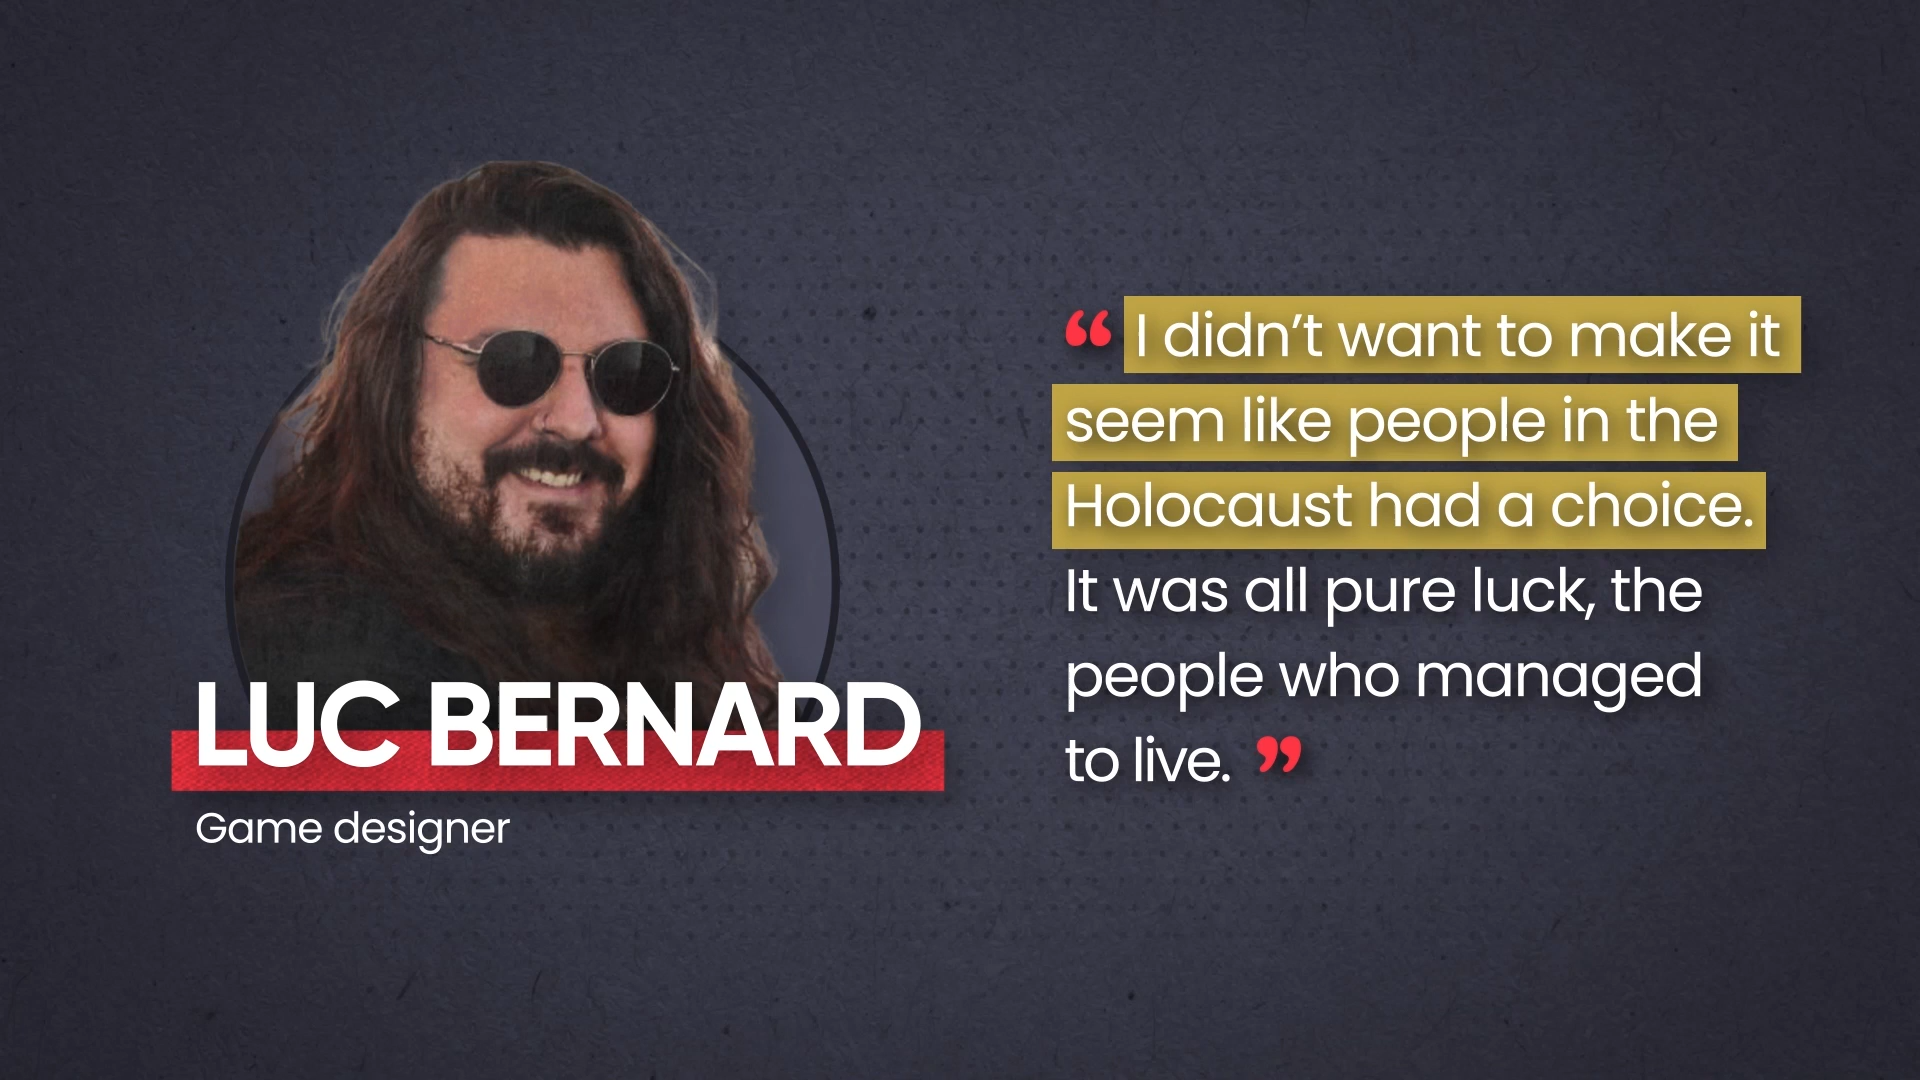 LUC BERNARD
Game designer
“ I didn’t want to make it
seem like people in the
Holocaust had a choice.
It was all pure luck, the
people who managed
to live. ”